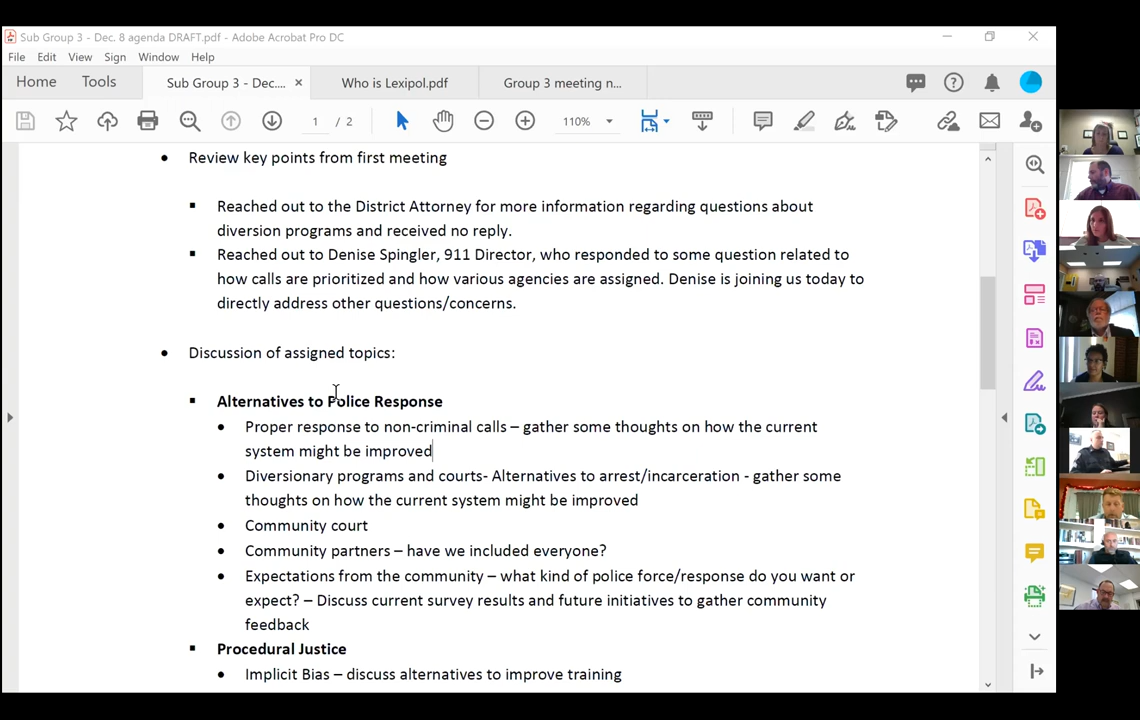 Sub Group 3 - Dec. 8 agenda DRAFT.pdf - Adobe Acrobat Pro DC
File Edit View Sign Window Help
Home Tools Sub Group 3 - Dec.... × Who is Lexipol.pdf Group 3 meeting n...
1 / 2 110%
• Review key points from first meeting
▪ Reached out to the District Attorney for more information regarding questions about
diversion programs and received no reply.
▪ Reached out to Denise Spingler, 911 Director, who responded to some question related to
how calls are prioritized and how various agencies are assigned. Denise is joining us today to
directly address other questions/concerns.
• Discussion of assigned topics:
▪ Alternatives to Police Response
• Proper response to non-criminal calls – gather some thoughts on how the current
system might be improved
• Diversionary programs and courts- Alternatives to arrest/incarceration - gather some
thoughts on how the current system might be improved
• Community court
• Community partners – have we included everyone?
• Expectations from the community – what kind of police force/response do you want or
expect? – Discuss current survey results and future initiatives to gather community
feedback
▪ Procedural Justice
• Implicit Bias – discuss alternatives to improve training